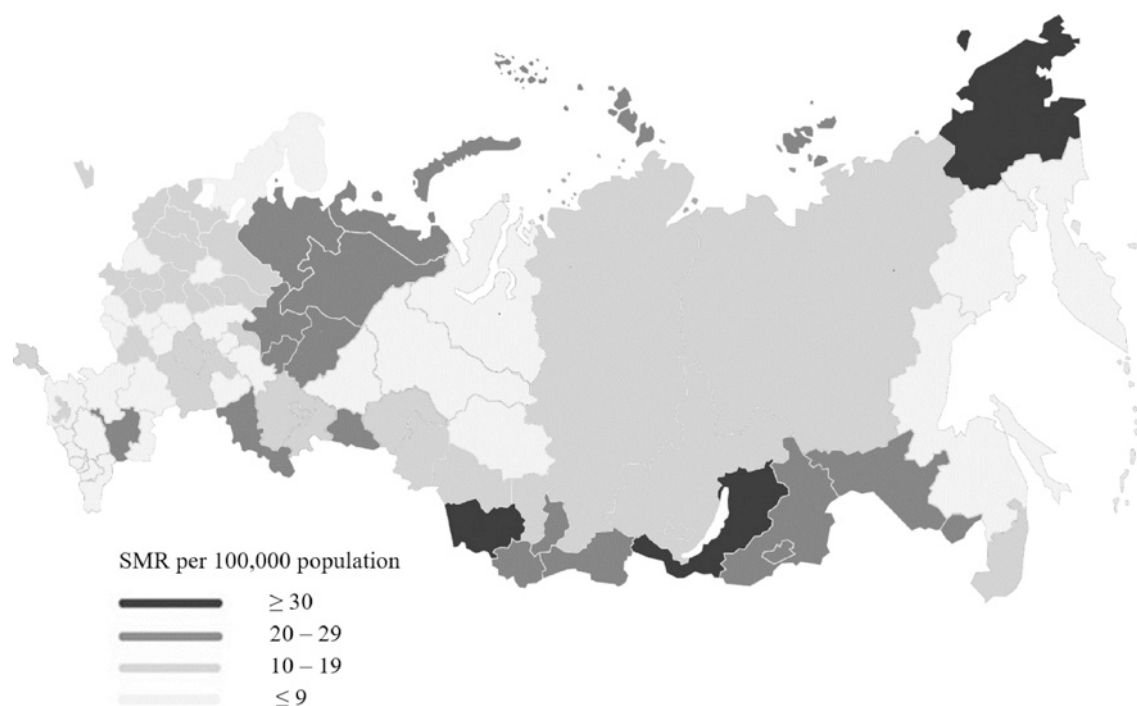 SMR per 100,000 population
≥ 30
20 – 29
10 – 19
≤ 9